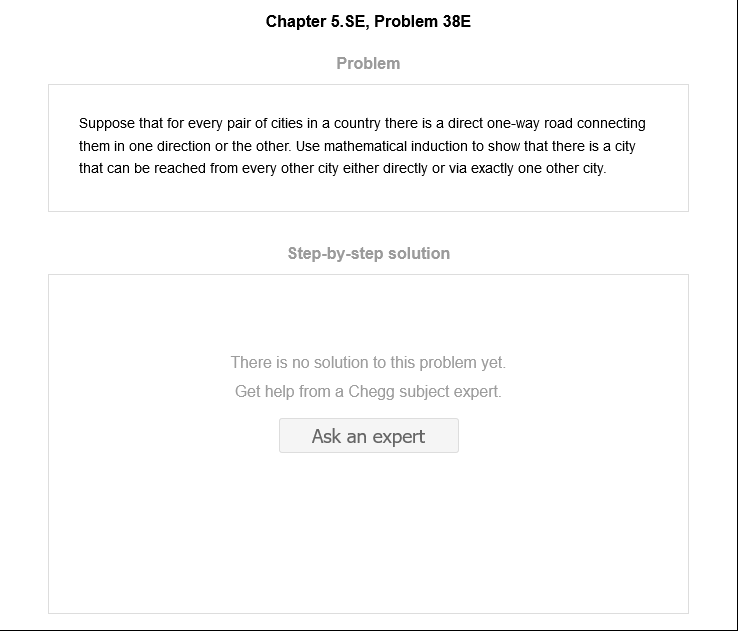 Chapter 5.SE, Problem 38E
Problem
Suppose that for every pair of cities in a country there is a direct one-way road connecting
them in one direction or the other. Use mathematical induction to show that there is a city
that can be reached from every other city either directly or via exactly one other city.
Step-by-step solution
There is no solution to this problem yet.
Get help from a Chegg subject expert.
Ask an expert